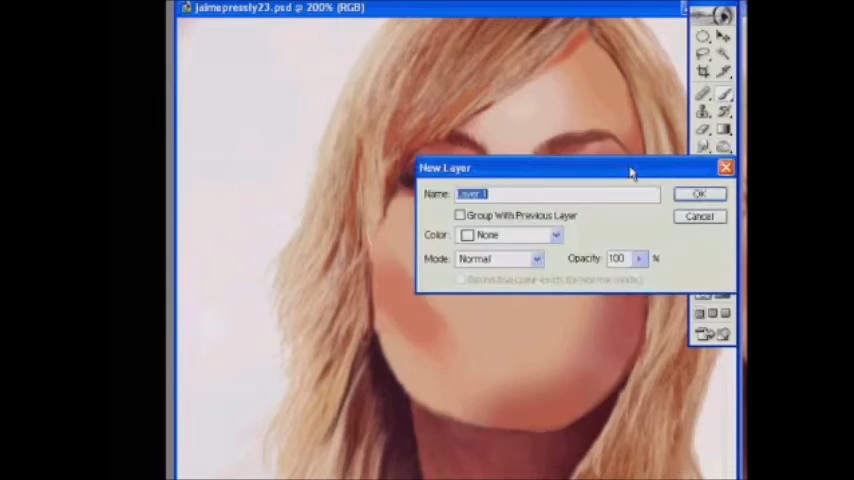 jaimepressly23.psd @ 200% (RGB)
New Layer
Name: Layer 1
OK
Group With Previous Layer
Cancel
Color: None
Mode: Normal Opacity: 100 %